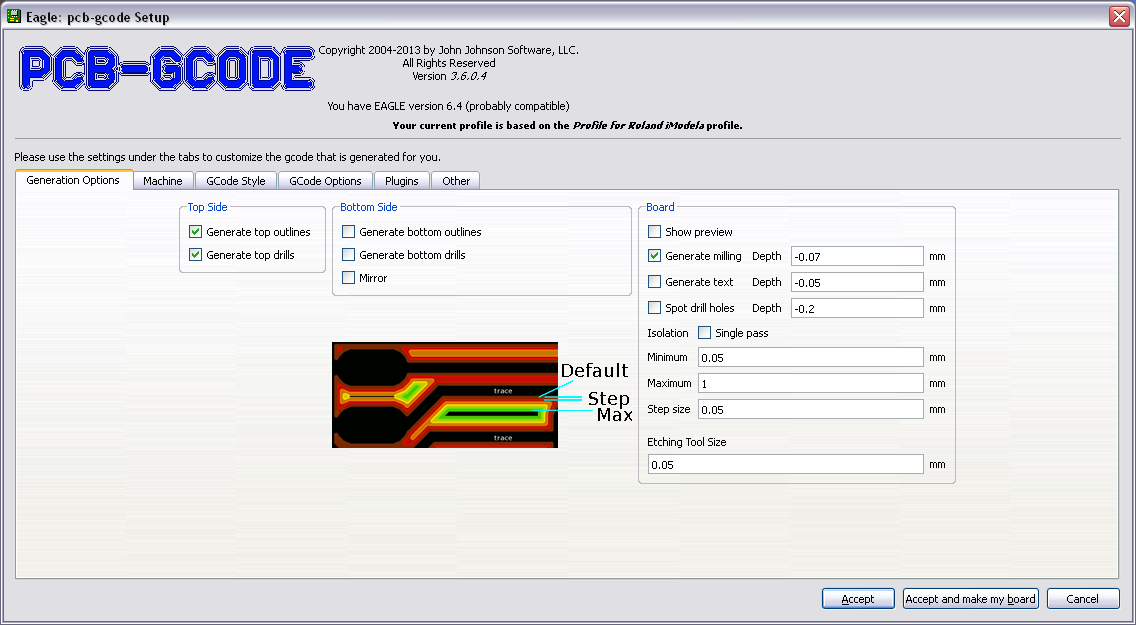 Eagle: pcb-gcode Setup
PCB-GCODE
Copyright 2004-2013 by John Johnson Software, LLC.
All Rights Reserved
Version 3.6.0.4
You have EAGLE version 6.4 (probably compatible)
Your current profile is based on the Profile for Roland iModela profile.
Please use the settings under the tabs to customize the gcode that is generated for you.
Generation Options Machine GCode Style GCode Options Plugins Other
Top Side
Generate top outlines
Generate top drills
Bottom Side
Generate bottom outlines
Generate bottom drills
Mirror
trace
trace
Default
Step
Max
Board
Show preview
Generate milling Depth -0.07 mm
Generate text Depth -0.05 mm
Spot drill holes Depth -0.2 mm
Isolation Single pass
Minimum 0.05 mm
Maximum 1 mm
Step size 0.05 mm
Etching Tool Size
0.05 mm
Accept Accept and make my board Cancel